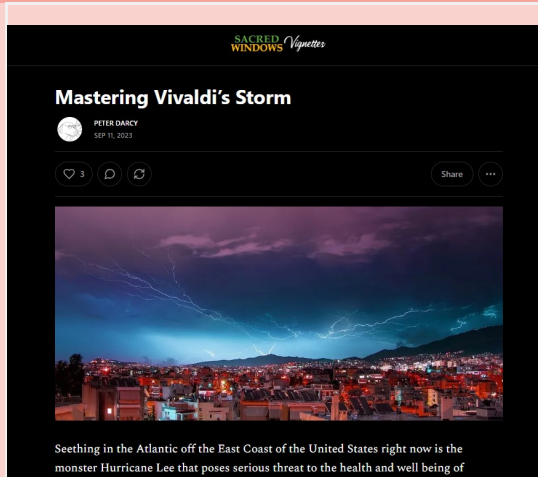 SACRED
WINDOWS Vignettes
Mastering Vivaldi's Storm
PETER DARCY
SEP 11, 2023
3
Share
Seething in the Atlantic off the East Coast of the United States right now is the
monster Hurricane Lee that poses serious threat to the health and well being of